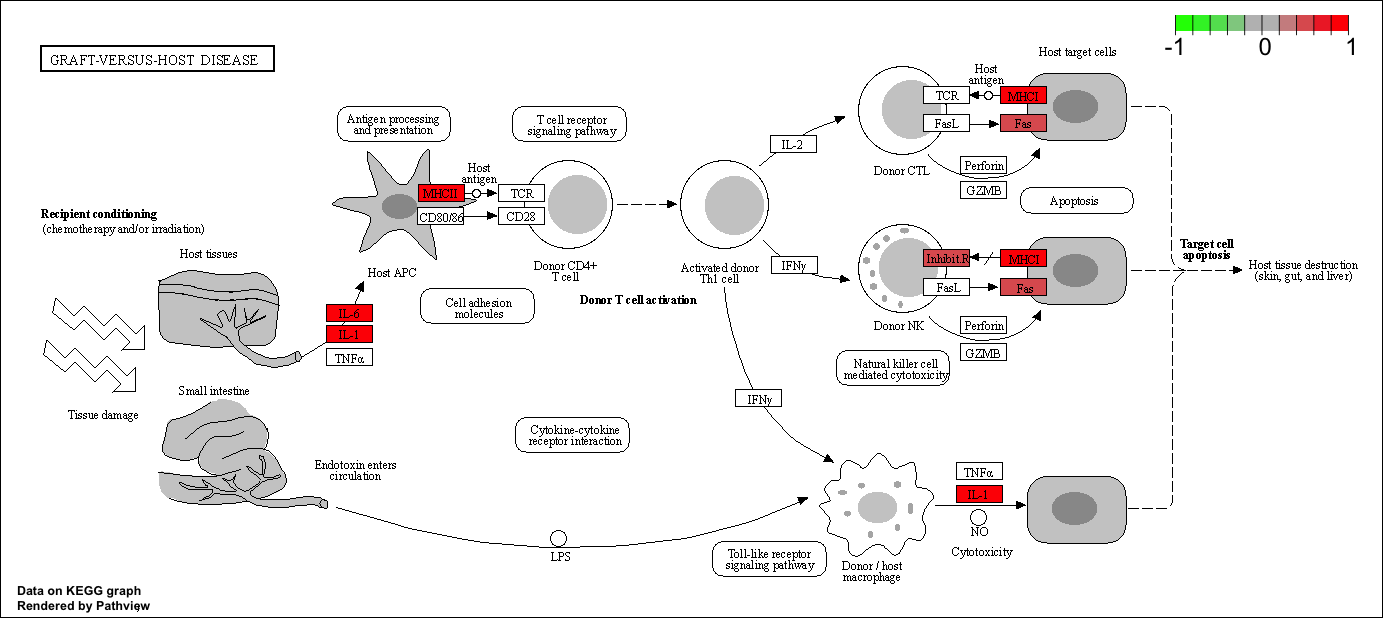 GRAFT-VERSUS-HOST DISEASE
-1 0 1
Host target cells
Antigen processing
and presentation
T cell receptor
signaling pathway
Host
antigen
TCR
MHCI
FasL
Fas
IL-2
Donor CTL
Perforin
GZMB
Apoptosis
Host
antigen
MHCII
TCR
CD80/86
CD28
Recipient conditioning
(chemotherapy and/or irradiation)
Host tissues
Host APC
Donor CD4+
T cell
Activated donor
Th1 cell
IFNγ
Inhibit.R
MHCI
FasL
Fas
Target cell
apoptosis
Host tissue destruction
(skin, gut, and liver)
Cell adhesion
molecules
Donor T cell activation
IL-6
IL-1
TNFα
Donor NK
Perforin
GZMB
Natural killer cell
mediated cytotoxicity
Small intestine
Tissue damage
IFNγ
Cytokine-cytokine
receptor interaction
Endotoxin enters
circulation
TNFα
IL-1
NO
Cytotoxicity
LPS
Toll-like receptor
signaling pathway
Donor / host
macrophage
Data on KEGG graph
Rendered by Pathview